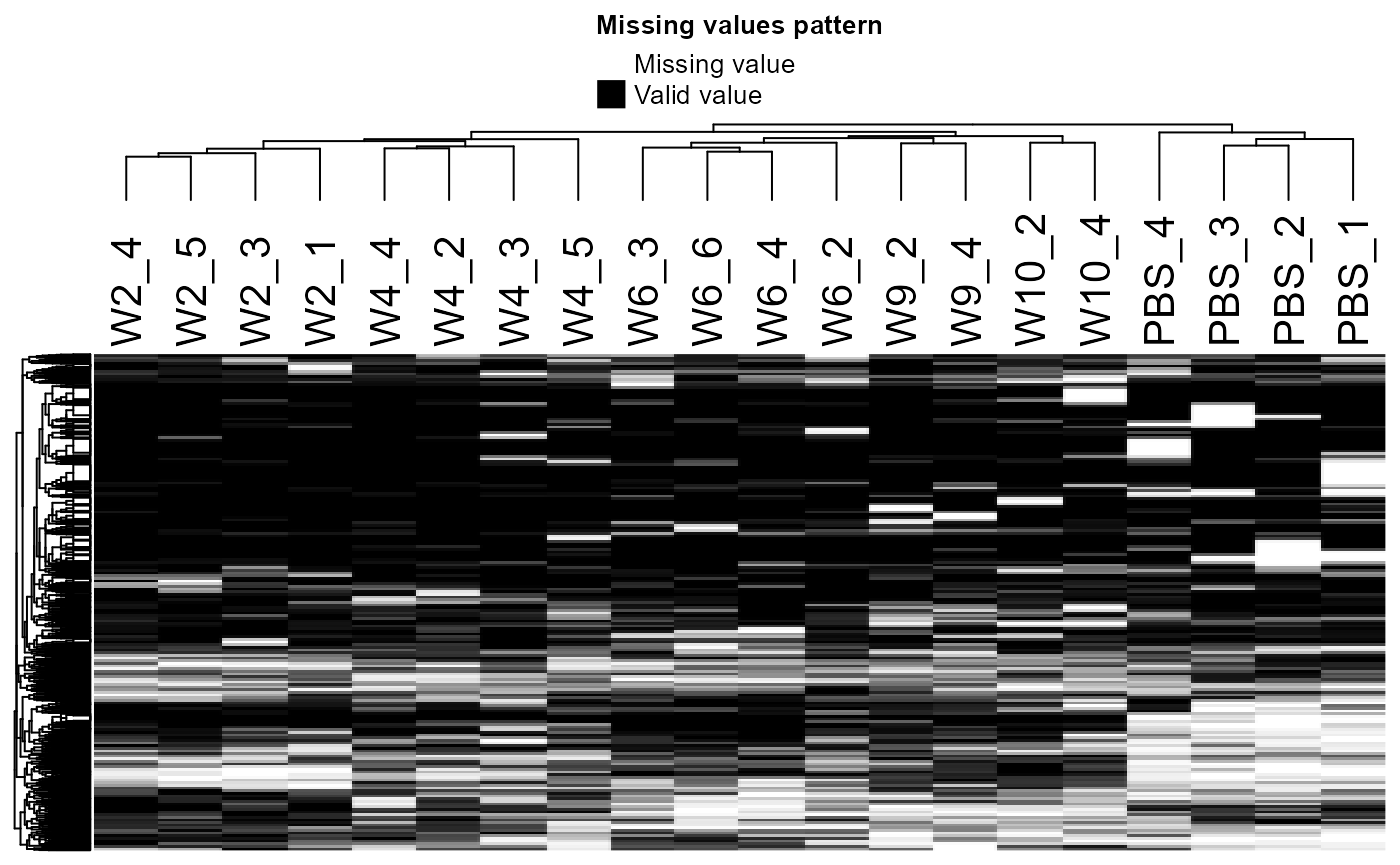 Missing values pattern
Missing value
Valid value
W2_4
W2_5
W2_3
W2_1
W4_4
W4_2
W4_3
W4_5
W6_3
W6_6
W6_4
W6_2
W9_2
W9_4
W10_2
W10_4
PBS_4
PBS_3
PBS_2
PBS_1